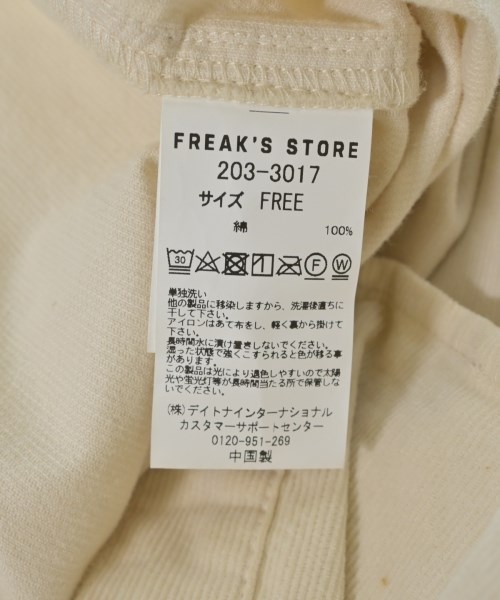 FREAK'S STORE
203-3017
サイズ FREE
綿 100%
30 F W
単独洗い
他の製品に移染しますから、洗濯後直ちに
干して下さい。
アイロンはあて布をし、軽く裏から掛けて
下さい。
長時間水に漬け置きしないでください。
湿った状態で強くこすられると色が移る事
があります。
この製品は光により退色しやすいので太陽
光や蛍光灯等が長時間当たる所で保管しな
いでください。
(株)デイトナインターナショナル
カスタマーサポートセンター
0120-951-269
中国製